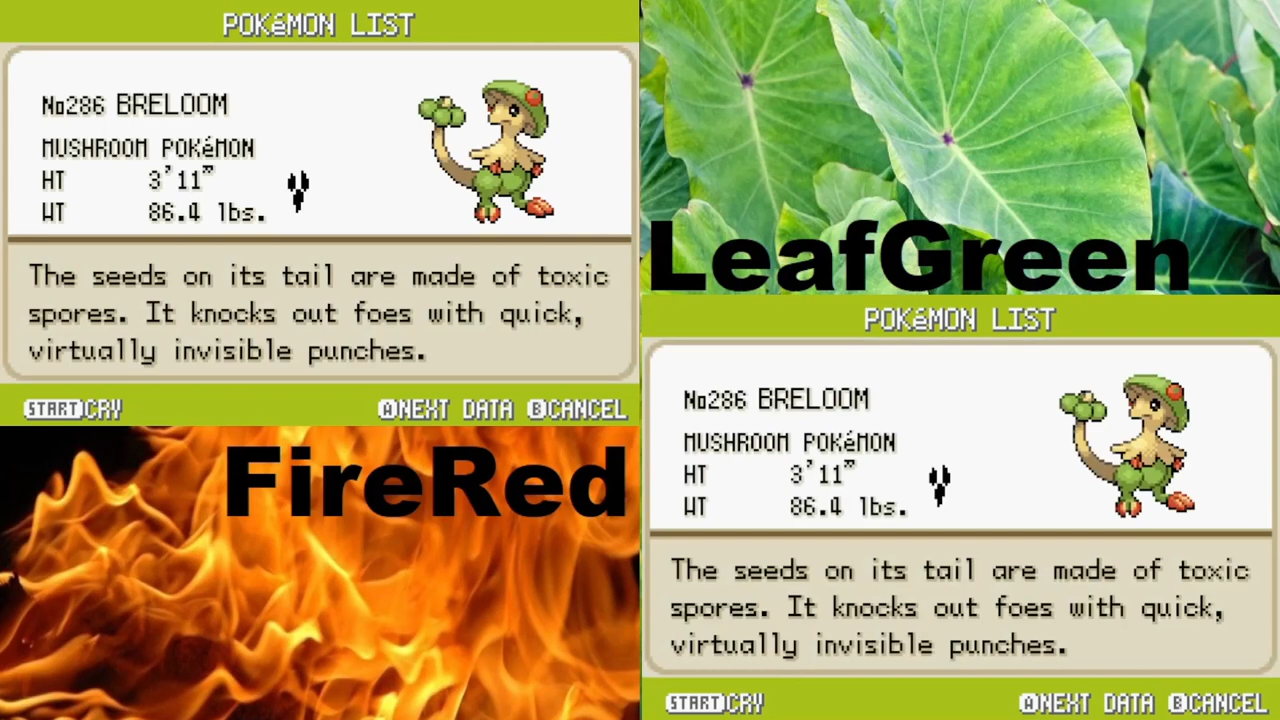 POKéMON LIST
No286 BRELOOM
MUSHROOM POKéMON
HT 3'11"
WT 86.4 lbs.
The seeds on its tail are made of toxic
spores. It knocks out foes with quick,
virtually invisible punches.
START CRY A NEXT DATA B CANCEL
FireRed
LeafGreen
POKéMON LIST
No286 BRELOOM
MUSHROOM POKéMON
HT 3'11"
WT 86.4 lbs.
The seeds on its tail are made of toxic
spores. It knocks out foes with quick,
virtually invisible punches.
START CRY A NEXT DATA B CANCEL